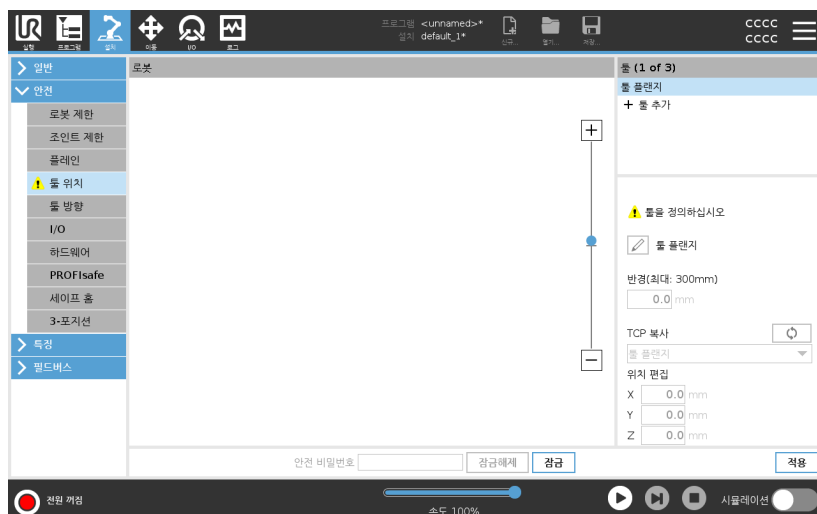 UR
실행
프로그램
설치
이동
I/O
로그
프로그램 <unnamed>*
설치 default_1*
신규...
열기...
저장...
cccc
cccc
일반
안전
로봇 제한
조인트 제한
플레인
툴 위치
툴 방향
I/O
하드웨어
PROFIsafe
세이프 홈
3-포지션
특징
필드버스
로봇
툴 (1 of 3)
툴 플랜지
툴 추가
툴을 정의하십시오
툴 플랜지
반경(최대: 300mm)
0.0 mm
TCP 복사
툴 플랜지
위치 편집
X 0.0 mm
Y 0.0 mm
Z 0.0 mm
안전 비밀번호
잠금해제
잠금
적용
전원 꺼짐
속도 100%
시뮬레이션